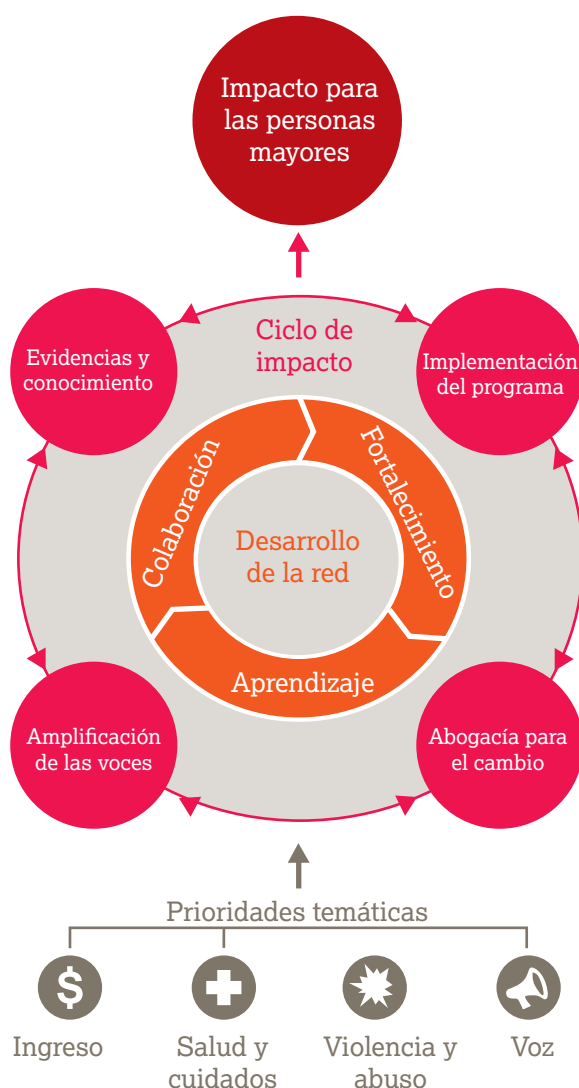 Impacto para
las personas
mayores
Ciclo de
impacto
Evidencias y
conocimiento
Implementación
del programa
Colaboración
Fortalecimiento
Desarrollo
de la red
Aprendizaje
Amplificación
de las voces
Abogacía para
el cambio
Prioridades temáticas
$
Ingreso
Salud y
cuidados
Violencia y
abuso
Voz